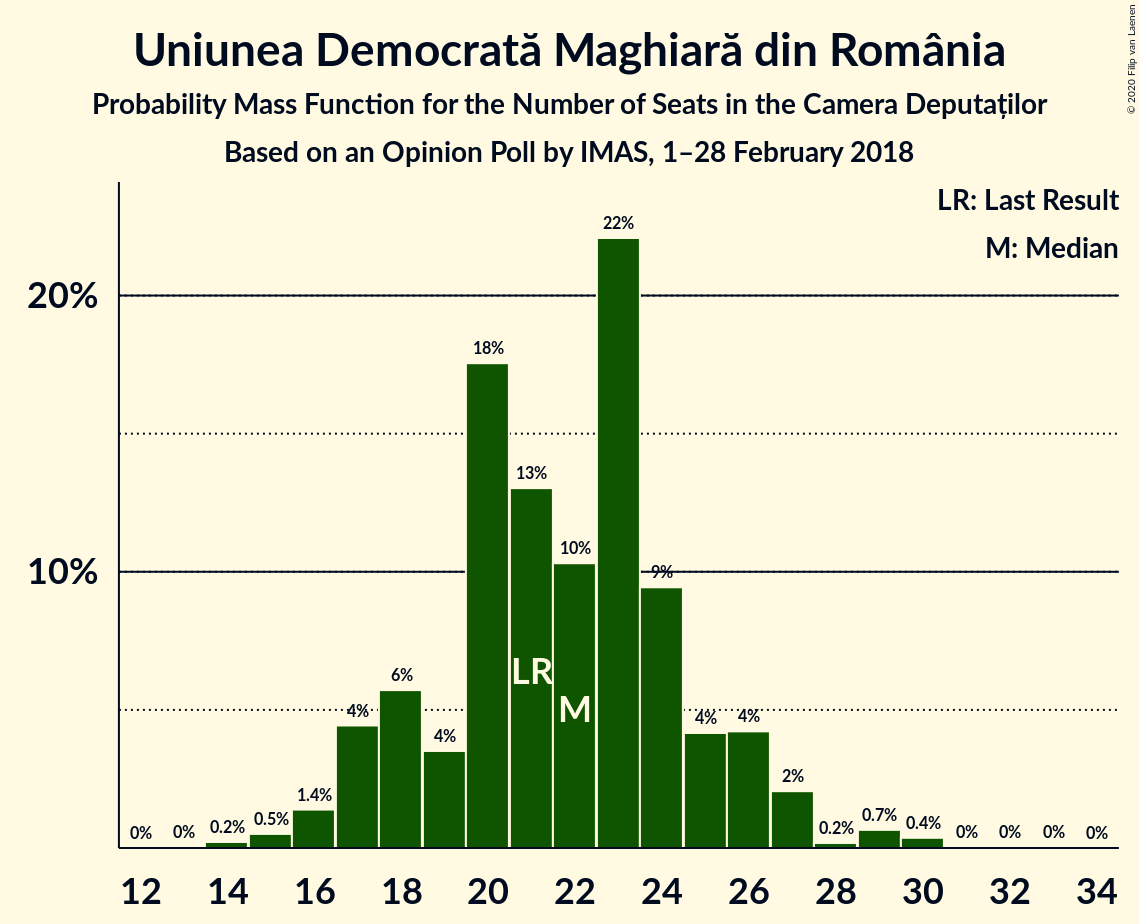 Uniunea Democrată Maghiară din România
Probability Mass Function for the Number of Seats in the Camera Deputaților
Based on an Opinion Poll by IMAS, 1–28 February 2018
© 2020 Filip van Laenen
LR: Last Result
M: Median
20%
10%
0% 0% 0.2% 0.5% 1.4% 4% 6% 4% 18% 13% 10% 22% 9% 4% 4% 2% 0.2% 0.7% 0.4% 0% 0% 0% 0%
LR
M
12 14 16 18 20 22 24 26 28 30 32 34